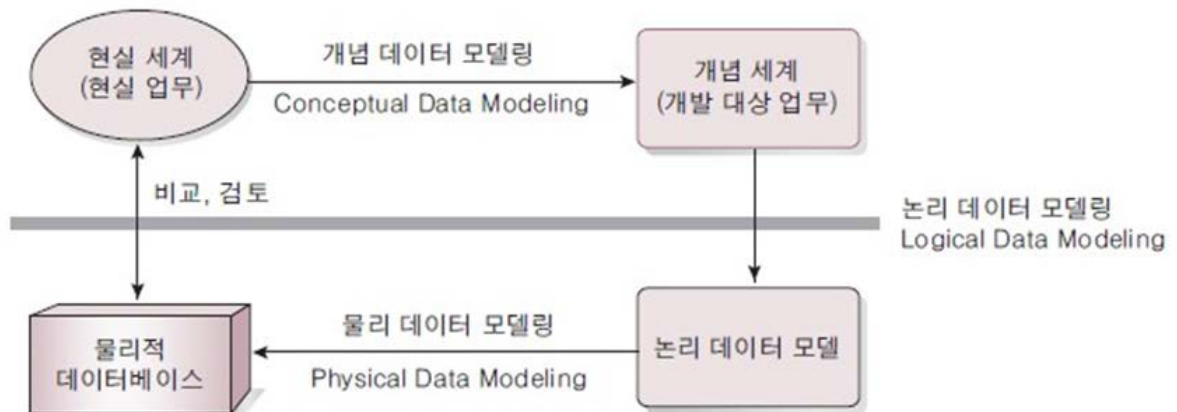 현실 세계
(현실 업무)
개념 데이터 모델링
Conceptual Data Modeling
개념 세계
(개발 대상 업무)
비교, 검토
논리 데이터 모델링
Logical Data Modeling
물리적
데이터베이스
물리 데이터 모델링
Physical Data Modeling
논리 데이터 모델